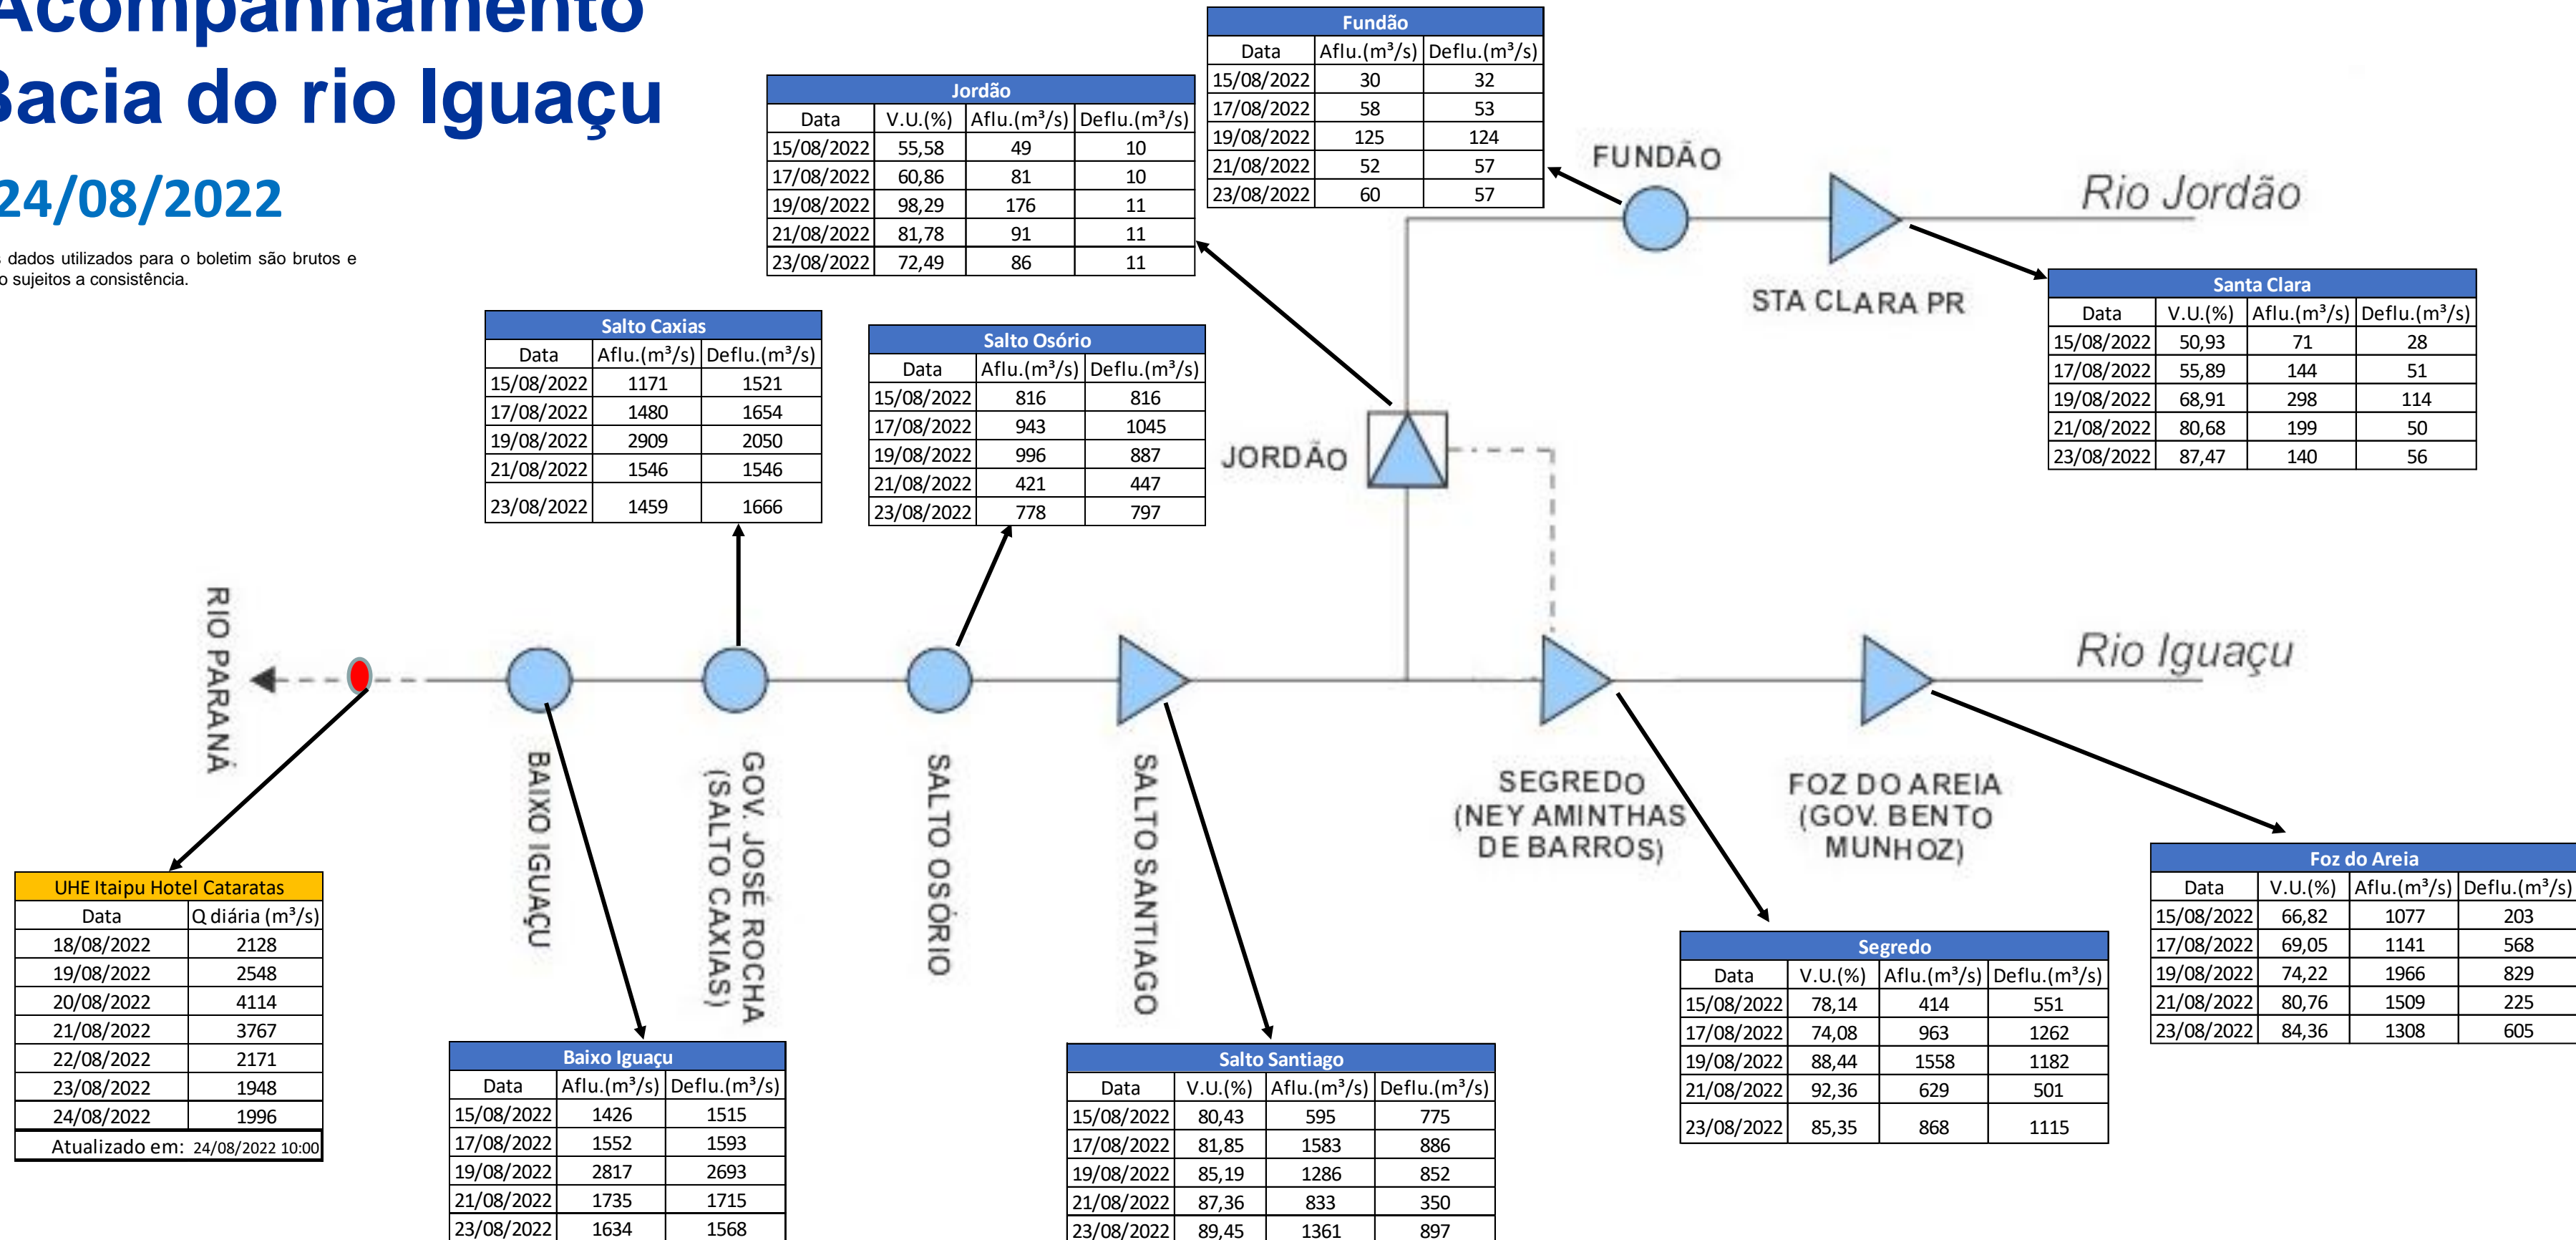 Acompanhamento
Bacia do rio Iguaçu
24/08/2022
s dados utilizados para o boletim são brutos e
o sujeitos a consistência.
Fundão
Data Aflu.(m³/s) Deflu.(m³/s)
15/08/2022 30 32
17/08/2022 58 53
19/08/2022 125 124
21/08/2022 52 57
23/08/2022 60 57
Jordão
Data V.U.(%) Aflu.(m³/s) Deflu.(m³/s)
15/08/2022 55,58 49 10
17/08/2022 60,86 81 10
19/08/2022 98,29 176 11
21/08/2022 81,78 91 11
23/08/2022 72,49 86 11
FUNDÃO
Rio Jordão
STA CLARA PR
Santa Clara
Data V.U.(%) Aflu.(m³/s) Deflu.(m³/s)
15/08/2022 50,93 71 28
17/08/2022 55,89 144 51
19/08/2022 68,91 298 114
21/08/2022 80,68 199 50
23/08/2022 87,47 140 56
Salto Caxias
Data Aflu.(m³/s) Deflu.(m³/s)
15/08/2022 1171 1521
17/08/2022 1480 1654
19/08/2022 2909 2050
21/08/2022 1546 1546
23/08/2022 1459 1666
Salto Osório
Data Aflu.(m³/s) Deflu.(m³/s)
15/08/2022 816 816
17/08/2022 943 1045
19/08/2022 996 887
21/08/2022 421 447
23/08/2022 778 797
JORDÃO
RIO PARANÁ
Rio Iguaçu
BAIXO IGUAÇU
GOV. JOSÉ ROCHA
(SALTO CAXIAS)
SALTO OSÓRIO
SALTO SANTIAGO
SEGREDO
(NEY AMINTHAS
DE BARROS)
FOZ DO AREIA
(GOV. BENTO
MUNHOZ)
Foz do Areia
Data V.U.(%) Aflu.(m³/s) Deflu.(m³/s)
15/08/2022 66,82 1077 203
17/08/2022 69,05 1141 568
19/08/2022 74,22 1966 829
21/08/2022 80,76 1509 225
23/08/2022 84,36 1308 605
UHE Itaipu Hotel Cataratas
Data Q diária (m³/s)
18/08/2022 2128
19/08/2022 2548
20/08/2022 4114
21/08/2022 3767
22/08/2022 2171
23/08/2022 1948
24/08/2022 1996
Atualizado em: 24/08/2022 10:00
Segredo
Data V.U.(%) Aflu.(m³/s) Deflu.(m³/s)
15/08/2022 78,14 414 551
17/08/2022 74,08 963 1262
19/08/2022 88,44 1558 1182
21/08/2022 92,36 629 501
23/08/2022 85,35 868 1115
Baixo Iguaçu
Data Aflu.(m³/s) Deflu.(m³/s)
15/08/2022 1426 1515
17/08/2022 1552 1593
19/08/2022 2817 2693
21/08/2022 1735 1715
23/08/2022 1634 1568
Salto Santiago
Data V.U.(%) Aflu.(m³/s) Deflu.(m³/s)
15/08/2022 80,43 595 775
17/08/2022 81,85 1583 886
19/08/2022 85,19 1286 852
21/08/2022 87,36 833 350
23/08/2022 89,45 1361 897